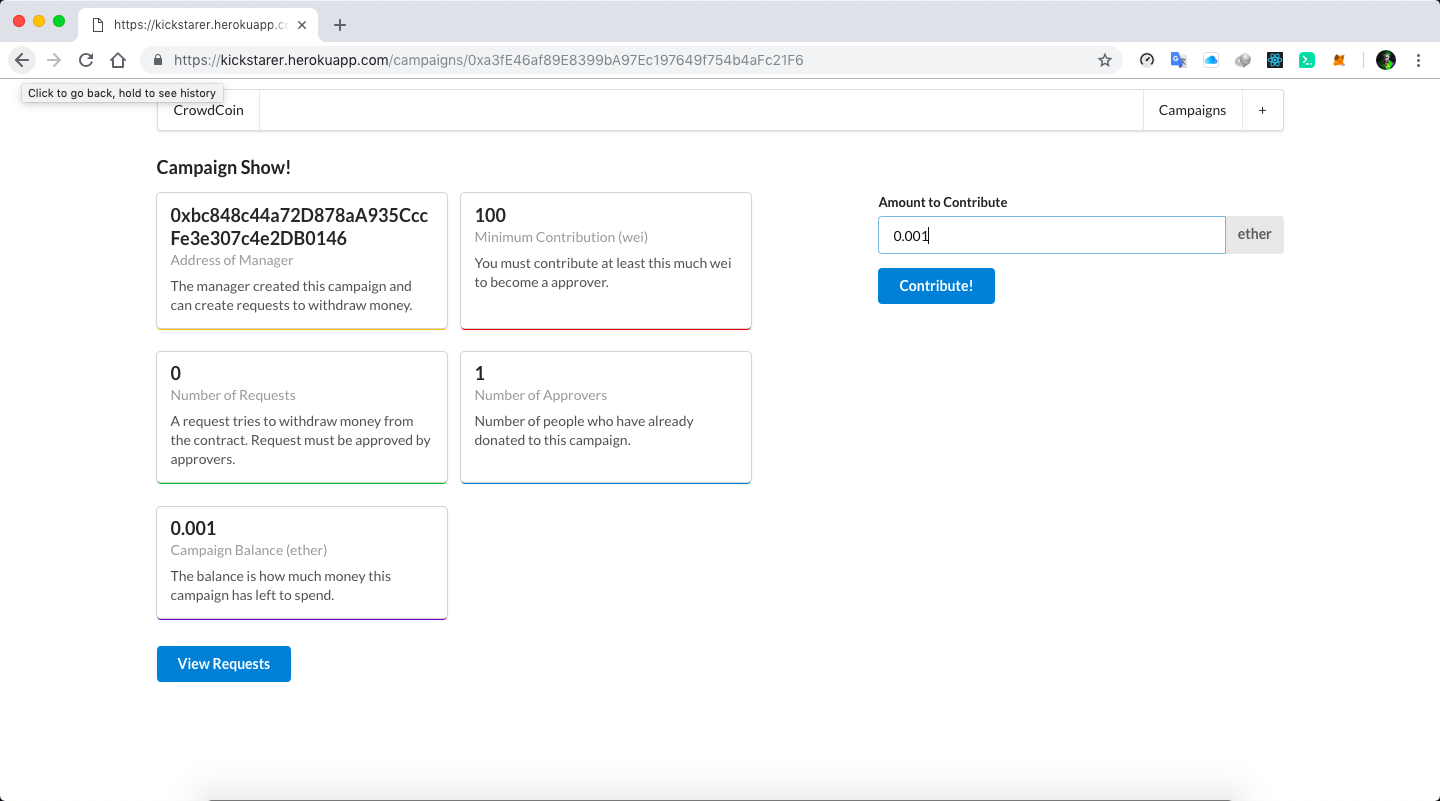 https://kickstarer.herokuapp.co
https://kickstarer.herokuapp.com/campaigns/0xa3fE46af89E8399bA97Ec197649f754b4aFc21F6
Click to go back, hold to see history
CrowdCoin
Campaigns
+
Campaign Show!
0xbc848c44a72D878aA935Ccc
Fe3e307c4e2DB0146
Address of Manager
The manager created this campaign and
can create requests to withdraw money.
100
Minimum Contribution (wei)
You must contribute at least this much wei
to become a approver.
Amount to Contribute
0.001
ether
Contribute!
0
Number of Requests
A request tries to withdraw money from
the contract. Request must be approved by
approvers.
1
Number of Approvers
Number of people who have already
donated to this campaign.
0.001
Campaign Balance (ether)
The balance is how much money this
campaign has left to spend.
View Requests